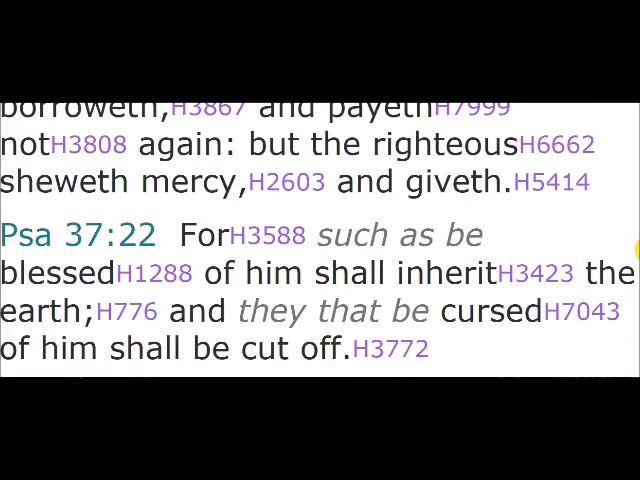 borroweth,H3867 and payethH7999
notH3808 again: but the righteousH6662
sheweth mercy,H2603 and giveth.H5414
Psa 37:22 ForH3588 such as be
blessedH1288 of him shall inheritH3423 the
earth;H776 and they that be cursedH7043
of him shall be cut off.H3772